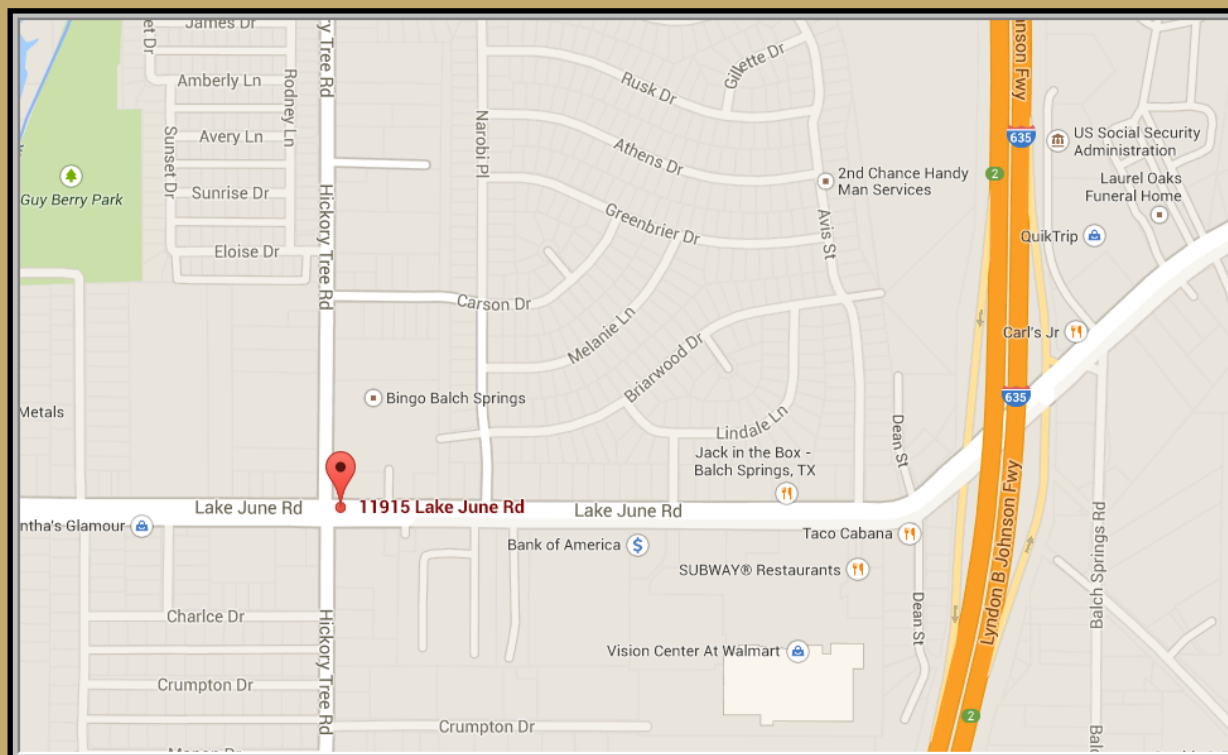 James Dr
et Dr
ry Tree Rd
nson Fwy
Gillette Dr
Rusk Dr
Amberly Ln
Rodney Ln
Narobi Pl
Avery Ln
Sunset Dr
635
US Social Security
Administration
Athens Dr
2
2nd Chance Handy
Man Services
Laurel Oaks
Funeral Home
Guy Berry Park
Sunrise Dr
Hickory Tree Rd
Greenbrier Dr
Avis St
QuikTrip
Eloise Dr
Carson Dr
Melanie Ln
Carl's Jr
Briarwood Dr
635
Bingo Balch Springs
Metals
Lindale Ln
Dean St
Jack in the Box -
Balch Springs, TX
Lake June Rd
11915 Lake June Rd
Lake June Rd
ntha's Glamour
Bank of America
$
Taco Cabana
Lyndon B Johnson Fwy
SUBWAY® Restaurants
Balch Springs Rd
Charlce Dr
Hickory Tree Rd
Dean St
Vision Center At Walmart
Crumpton Dr
Crumpton Dr
2